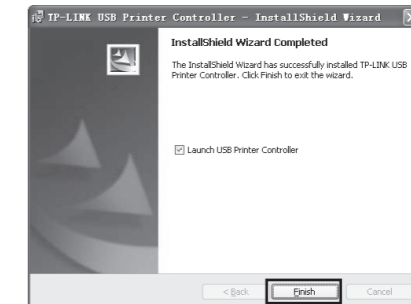 TP-LINK USB Printer Controller - InstallShield Wizard
InstallShield Wizard Completed
The InstallShield Wizard has successfully installed TP-LINK USB
Printer Controller. Click Finish to exit the wizard.
Launch USB Printer Controller
< Back
Finish
Cancel